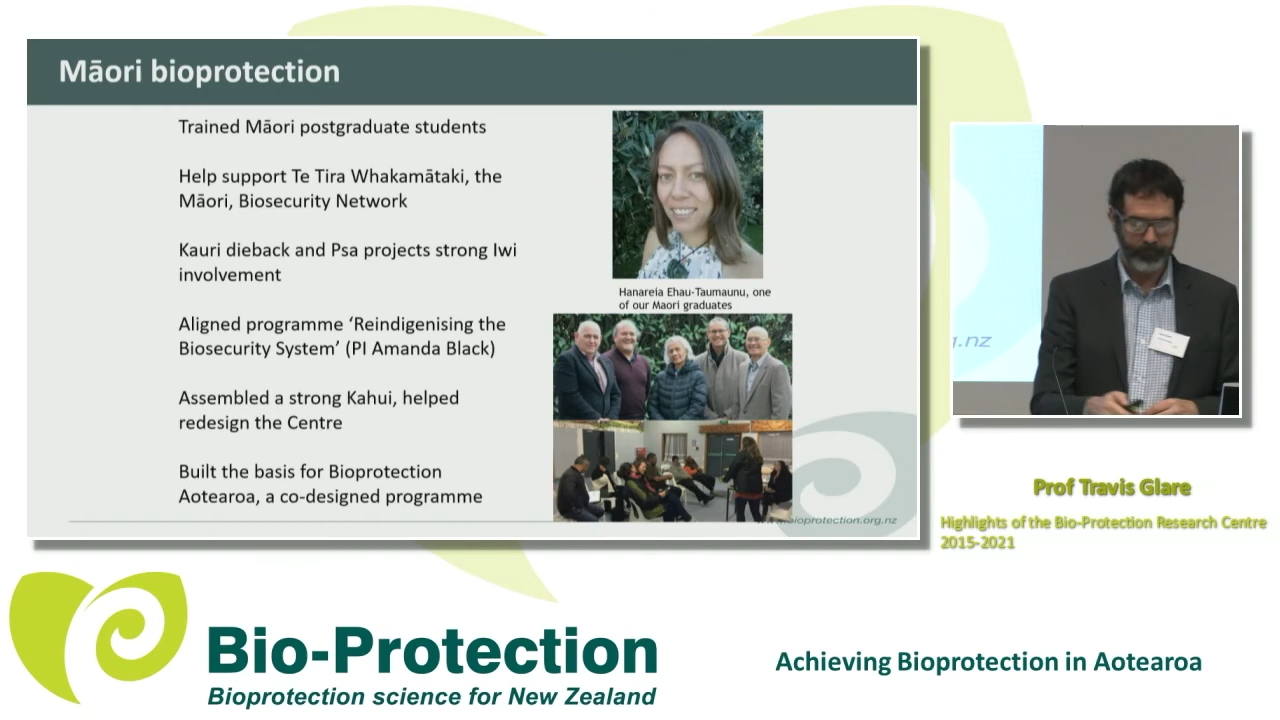 Māori bioprotection
Trained Māori postgraduate students
Help support Te Tira Whakamātaki, the
Māori, Biosecurity Network
Kauri dieback and Psa projects strong Iwi
involvement
Aligned programme ‘Reindigenising the
Biosecurity System’ (PI Amanda Black)
Assembled a strong Kahui, helped
redesign the Centre
Built the basis for Bioprotection
Aotearoa, a co-designed programme
Hanareia Ehau-Taumaunu, one
of our Maori graduates
www.bioprotection.org.nz
g.nz
Prof Travis Glare
Highlights of the Bio-Protection Research Centre
2015-2021
Bio-Protection
Bioprotection science for New Zealand
Achieving Bioprotection in Aotearoa